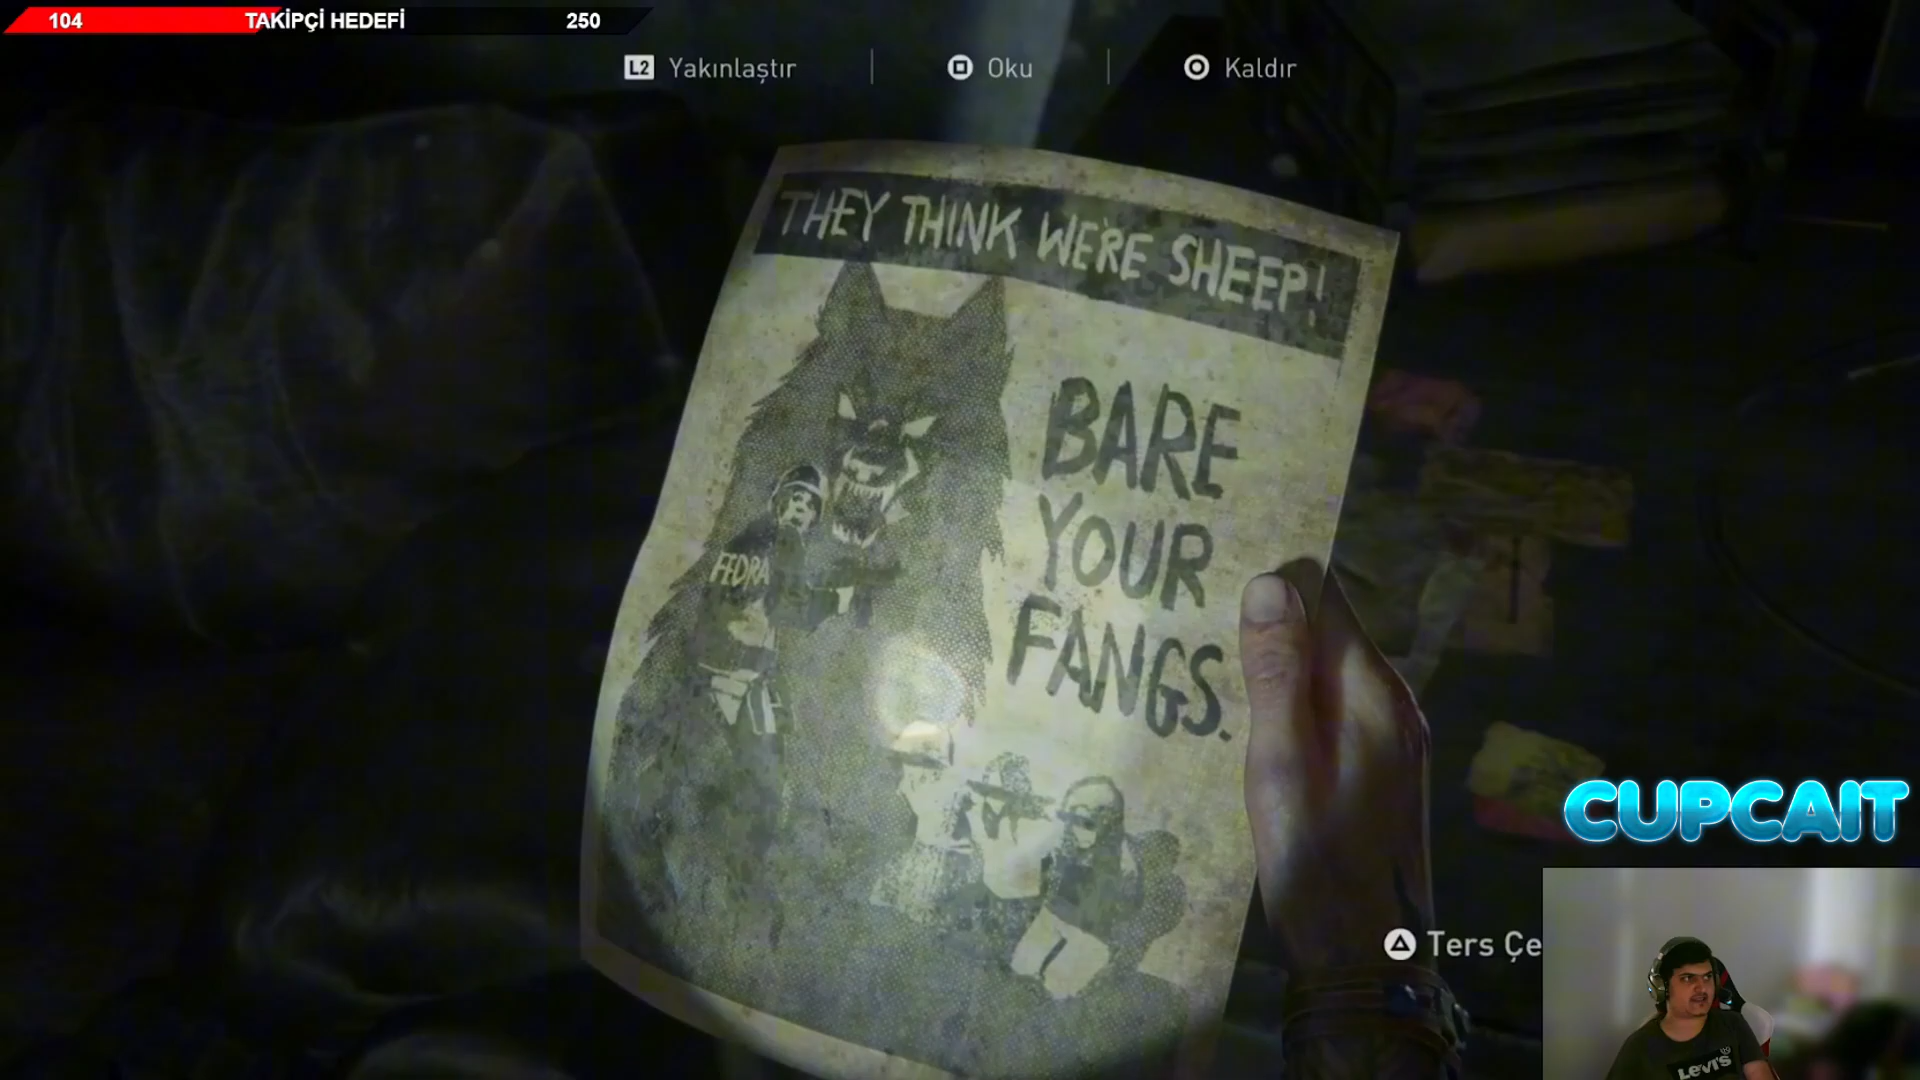 104 TAKİPÇİ HEDEFİ 250
L2 Yakınlaştır Oku Kaldır
THEY THINK WE'RE SHEEP!
BARE
YOUR
FANGS.
FEDRA
CUPCAIT
Ters Çe
LEVI'S